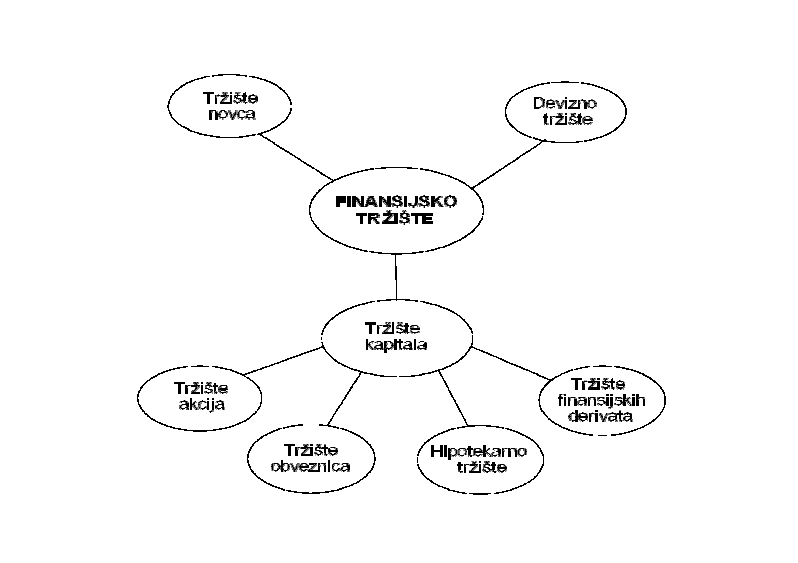 Tržište
novca
Devizno
tržište
FINANSIJSKO
TRŽIŠTE
Tržište
kapitala
Tržište
akcija
Tržište
obveznica
Hipotekarno
tržište
Tržište
finansijskih
derivata